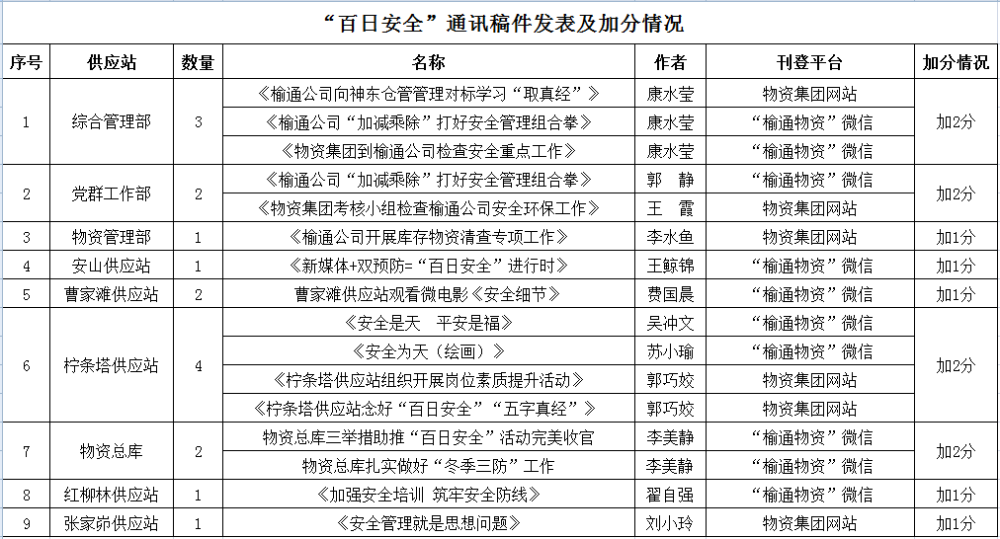 “百日安全”通讯稿件发表及加分情况
序号 供应站 数量 名称 作者 刊登平台 加分情况
1 综合管理部 3 《榆通公司向神东仓管管理对标学习“取真经”》 康水莹 物资集团网站 加2分
《榆通公司“加减乘除”打好安全管理组合拳》 康水莹 “榆通物资”微信
《物资集团到榆通公司检查安全重点工作》 康水莹 “榆通物资”微信
2 党群工作部 2 《榆通公司“加减乘除”打好安全管理组合拳》 郭 静 “榆通物资”微信 加2分
《物资集团考核小组检查榆通公司安全环保工作》 王 霞 物资集团网站
3 物资管理部 1 《榆通公司开展库存物资清查专项工作》 李水鱼 物资集团网站 加1分
4 安山供应站 1 《新媒体+双预防=“百日安全”进行时》 王鲸锦 “榆通物资”微信 加1分
5 曹家滩供应站 2 曹家滩供应站观看微电影《安全细节》 费国晨 “榆通物资”微信 加1分
6 柠条塔供应站 4 《安全是天 平安是福》 吴冲文 “榆通物资”微信 加2分
《安全为天（绘画）》 苏小瑜 “榆通物资”微信
《柠条塔供应站组织开展岗位素质提升活动》 郭巧姣 物资集团网站
《柠条塔供应站念好“百日安全”“五字真经”》 郭巧姣 物资集团网站
7 物资总库 2 物资总库三举措助推“百日安全”活动完美收官 李美静 “榆通物资”微信 加2分
物资总库扎实做好“冬季三防”工作 李美静 “榆通物资”微信
8 红柳林供应站 1 《加强安全培训 筑牢安全防线》 翟自强 “榆通物资”微信 加1分
9 张家峁供应站 1 《安全管理就是思想问题》 刘小玲 物资集团网站 加1分